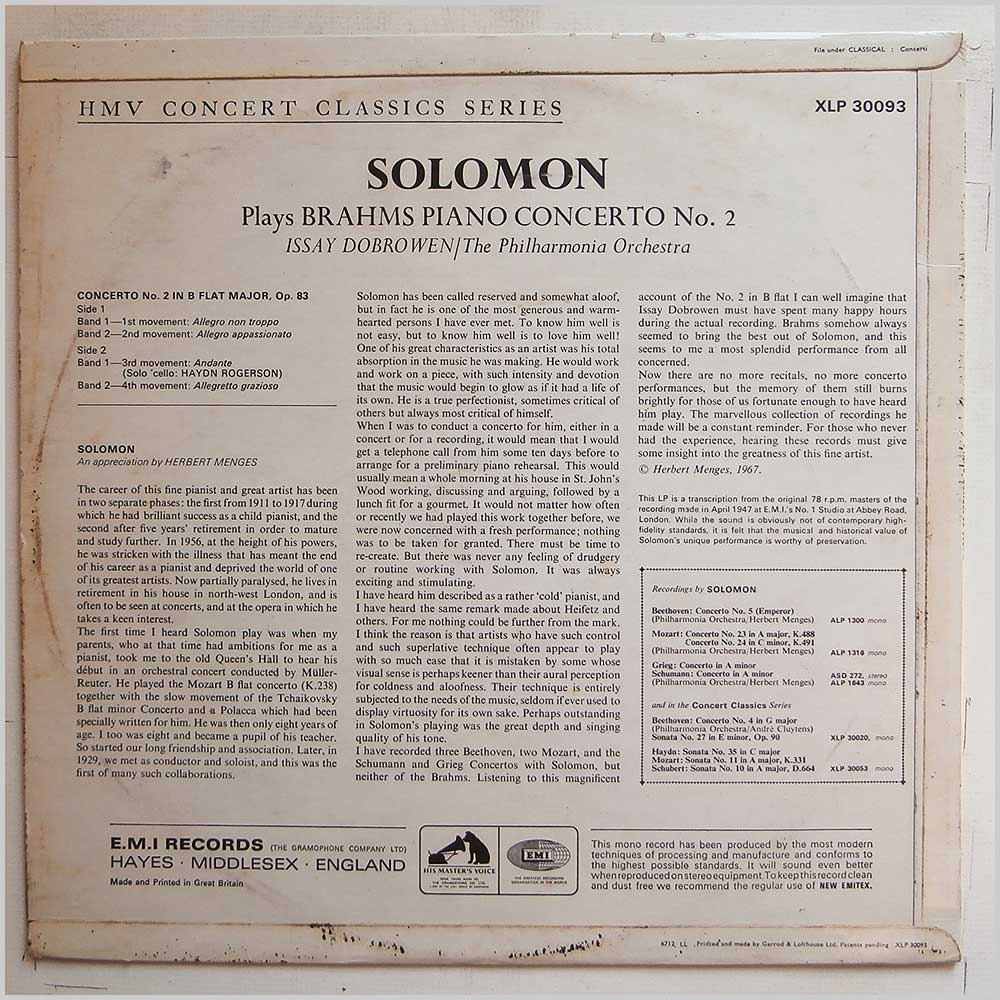 File under CLASSICAL : Concerti
HMV CONCERT CLASSICS SERIES
XLP 30093
SOLOMON
Plays BRAHMS PIANO CONCERTO No. 2
ISSAY DOBROWEN/The Philharmonia Orchestra
CONCERTO No. 2 IN B FLAT MAJOR, Op. 83
Side 1
Band 1—1st movement: Allegro non troppo
Band 2—2nd movement: Allegro appassionato
Side 2
Band 1—3rd movement: Andante
(Solo 'cello: HAYDN ROGERSON)
Band 2—4th movement: Allegretto grazioso
SOLOMON
An appreciation by HERBERT MENGES
The career of this fine pianist and great artist has been
in two separate phases: the first from 1911 to 1917 during
which he had brilliant success as a child pianist, and the
second after five years' retirement in order to mature
and study further. In 1956, at the height of his powers,
he was stricken with the illness that has meant the end
of his career as a pianist and deprived the world of one
of its greatest artists. Now partially paralysed, he lives in
retirement in his house in north-west London, and is
often to be seen at concerts, and at the opera in which he
takes a keen interest.
The first time I heard Solomon play was when my
parents, who at that time had ambitions for me as a
pianist, took me to the old Queen's Hall to hear his
début in an orchestral concert conducted by Müller-
Reuter. He played the Mozart B flat concerto (K.238)
together with the slow movement of the Tchaikovsky
B flat minor Concerto and a Polacca which had been
specially written for him. He was then only eight years of
age. I too was eight and became a pupil of his teacher.
So started our long friendship and association. Later, in
1929, we met as conductor and soloist, and this was the
first of many such collaborations.
Solomon has been called reserved and somewhat aloof,
but in fact he is one of the most generous and warm-
hearted persons I have ever met. To know him well is
not easy, but to know him well is to love him well!
One of his great characteristics as an artist was his total
absorption in the music he was making. He would work
and work on a piece, with such intensity and devotion
that the music would begin to glow as if it had a life of
its own. He is a true perfectionist, sometimes critical of
others but always most critical of himself.
When I was to conduct a concerto for him, either in a
concert or for a recording, it would mean that I would
get a telephone call from him some ten days before to
arrange for a preliminary piano rehearsal. This would
usually mean a whole morning at his house in St. John's
Wood working, discussing and arguing, followed by a
lunch fit for a gourmet. It would not matter how often
or recently we had played this work together before, we
were now concerned with a fresh performance; nothing
was to be taken for granted. There must be time to
re-create. But there was never any feeling of drudgery
or routine working with Solomon. It was always
exciting and stimulating.
I have heard him described as a rather 'cold' pianist, and
I have heard the same remark made about Heifetz and
others. For me nothing could be further from the mark.
I think the reason is that artists who have such control
and such superlative technique often appear to play
with so much ease that it is mistaken by some whose
visual sense is perhaps keener than their aural perception
for coldness and aloofness. Their technique is entirely
subjected to the needs of the music, seldom if ever used to
display virtuosity for its own sake. Perhaps outstanding
in Solomon's playing was the great depth and singing
quality of his tone.
I have recorded three Beethoven, two Mozart, and the
Schumann and Grieg Concertos with Solomon, but
neither of the Brahms. Listening to this magnificent
account of the No. 2 in B flat I can well imagine that
Issay Dobrowen must have spent many happy hours
during the actual recording. Brahms somehow always
seemed to bring the best out of Solomon, and this
seems to me a most splendid performance from all
concerned.
Now there are no more recitals, no more concerto
performances, but the memory of them still burns
brightly for those of us fortunate enough to have heard
him play. The marvellous collection of recordings he
made will be a constant reminder. For those who never
had the experience, hearing these records must give
some insight into the greatness of this fine artist.
© Herbert Menges, 1967.
This LP is a transcription from the original 78 r.p.m. masters of the
recording made in April 1947 at E.M.I.'s No. 1 Studio at Abbey Road,
London. While the sound is obviously not of contemporary high-
fidelity standards, it is felt that the musical and historical value of
Solomon's unique performance is worthy of preservation.
Recordings by SOLOMON
Beethoven: Concerto No. 5 (Emperor)
(Philharmonia Orchestra/Herbert Menges) ALP 1300 mono
Mozart: Concerto No. 23 in A major, K.488
Concerto No. 24 in C minor, K.491
(Philharmonia Orchestra/Herbert Menges) ALP 1316 mono
Grieg: Concerto in A minor
Schumann: Concerto in A minor ASD 272, stereo
(Philharmonia Orchestra/Herbert Menges) ALP 1643 mono
and in the Concert Classics Series
Beethoven: Concerto No. 4 in G major
(Philharmonia Orchestra/André Cluytens)
Sonata No. 27 in E minor, Op. 90 XLP 30020, mono
Haydn: Sonata No. 35 in C major
Mozart: Sonata No. 11 in A major, K.331
Schubert: Sonata No. 10 in A major, D.664 XLP 30053 mono
E.M.I RECORDS (THE GRAMOPHONE COMPANY LTD)
HAYES · MIDDLESEX · ENGLAND
Made and Printed in Great Britain
HIS MASTER'S VOICE
EMI
THE GREATEST RECORDING
ORGANISATION IN THE WORLD
This mono record has been produced by the most modern
techniques of processing and manufacture and conforms to
the highest possible standards. It will sound even better
when reproduced on stereo equipment. To keep this record clean
and dust free we recommend the regular use of NEW EMITEX.
6712 LL Printed and made by Garrod & Lofthouse Ltd. Patents pending XLP 30093